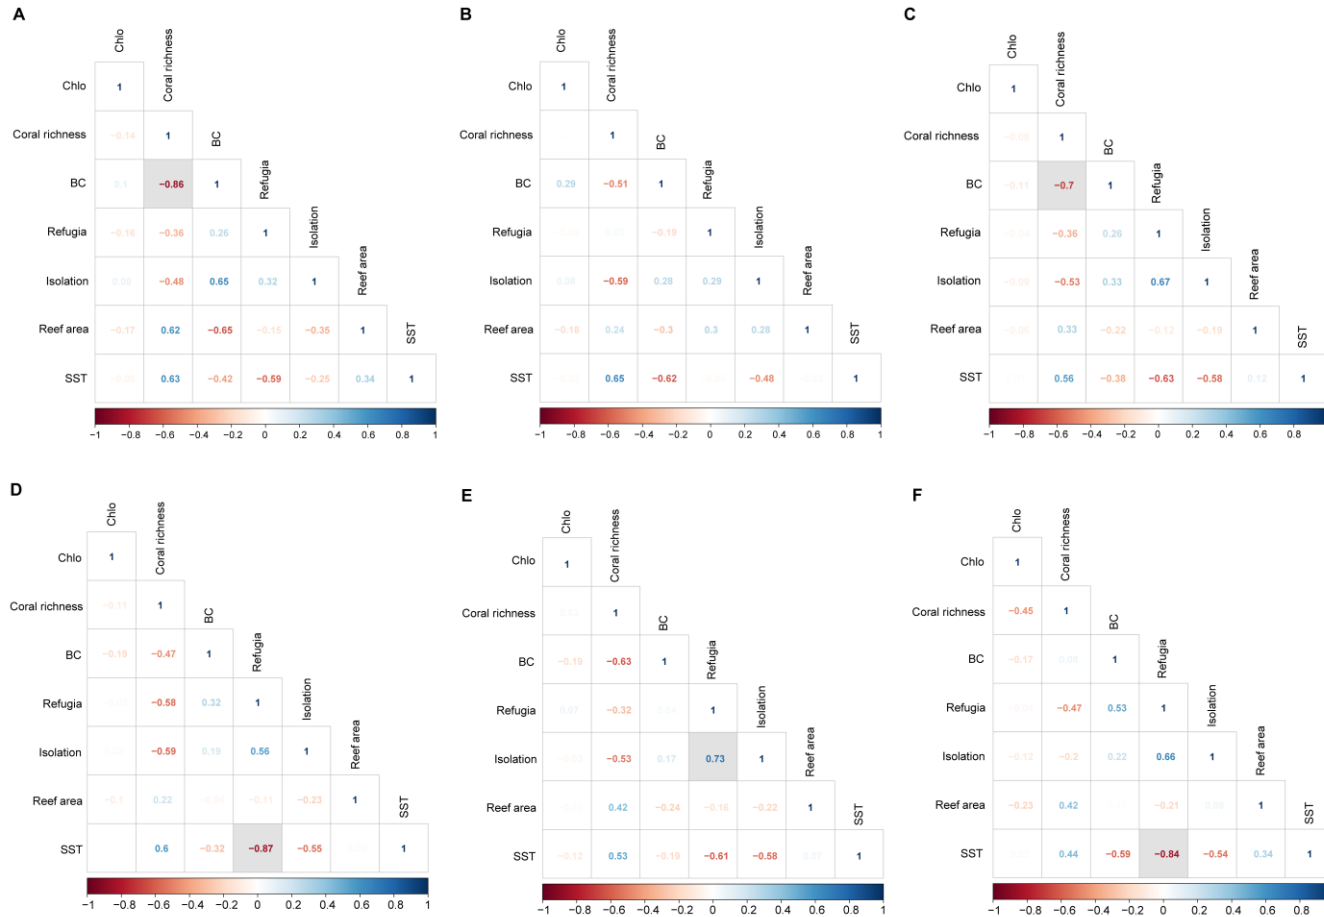 A
Chlo
Coral richness
BC
Refugia
Isolation
Reef area
SST
Chlo 1
Coral richness −0.14 1
BC 0.1 −0.86 1
Refugia −0.16 −0.36 0.26 1
Isolation −0.48 0.65 0.32 1
Reef area −0.17 0.62 −0.65 −0.15 −0.35 1
SST 0.63 −0.42 −0.59 −0.25 0.34 1
−1 −0.8 −0.6 −0.4 −0.2 0 0.2 0.4 0.6 0.8 1
B
Chlo
Coral richness
BC
Refugia
Isolation
Reef area
SST
Chlo 1
Coral richness 1
BC 0.29 −0.51 1
Refugia −0.19 1
Isolation −0.59 0.28 0.29 1
Reef area −0.18 0.24 −0.3 0.3 0.28 1
SST 0.65 −0.62 −0.48 1
−1 −0.8 −0.6 −0.4 −0.2 0 0.2 0.4 0.6 0.8 1
C
Chlo
Coral richness
BC
Refugia
Isolation
Reef area
SST
Chlo 1
Coral richness 1
BC −0.11 −0.7 1
Refugia −0.36 0.26 1
Isolation −0.53 0.33 0.67 1
Reef area 0.33 −0.22 −0.12 −0.19 1
SST 0.56 −0.38 −0.63 −0.58 0.12 1
−1 −0.8 −0.6 −0.4 −0.2 0 0.2 0.4 0.6 0.8
D
Chlo
Coral richness
BC
Refugia
Isolation
Reef area
SST
Chlo 1
Coral richness −0.11 1
BC −0.19 −0.47 1
Refugia −0.58 0.32 1
Isolation −0.59 0.19 0.56 1
Reef area −0.1 0.22 −0.11 −0.23 1
SST 0.6 −0.32 −0.87 −0.55 1
−1 −0.8 −0.6 −0.4 −0.2 0 0.2 0.4 0.6 0.8 1
E
Chlo
Coral richness
BC
Refugia
Isolation
Reef area
SST
Chlo 1
Coral richness 1
BC −0.19 −0.63 1
Refugia 0.07 −0.32 1
Isolation −0.53 0.17 0.73 1
Reef area 0.42 −0.24 −0.16 −0.22 1
SST −0.12 0.53 −0.19 −0.61 −0.58 1
−1 −0.8 −0.6 −0.4 −0.2 0 0.2 0.4 0.6 0.8 1
F
Chlo
Coral richness
BC
Refugia
Isolation
Reef area
SST
Chlo 1
Coral richness −0.45 1
BC −0.17 1
Refugia −0.47 0.53 1
Isolation −0.12 −0.2 0.22 0.66 1
Reef area −0.23 0.42 −0.21 1
SST 0.44 −0.59 −0.84 −0.54 0.34 1
−1 −0.8 −0.6 −0.4 −0.2 0 0.2 0.4 0.6 0.8